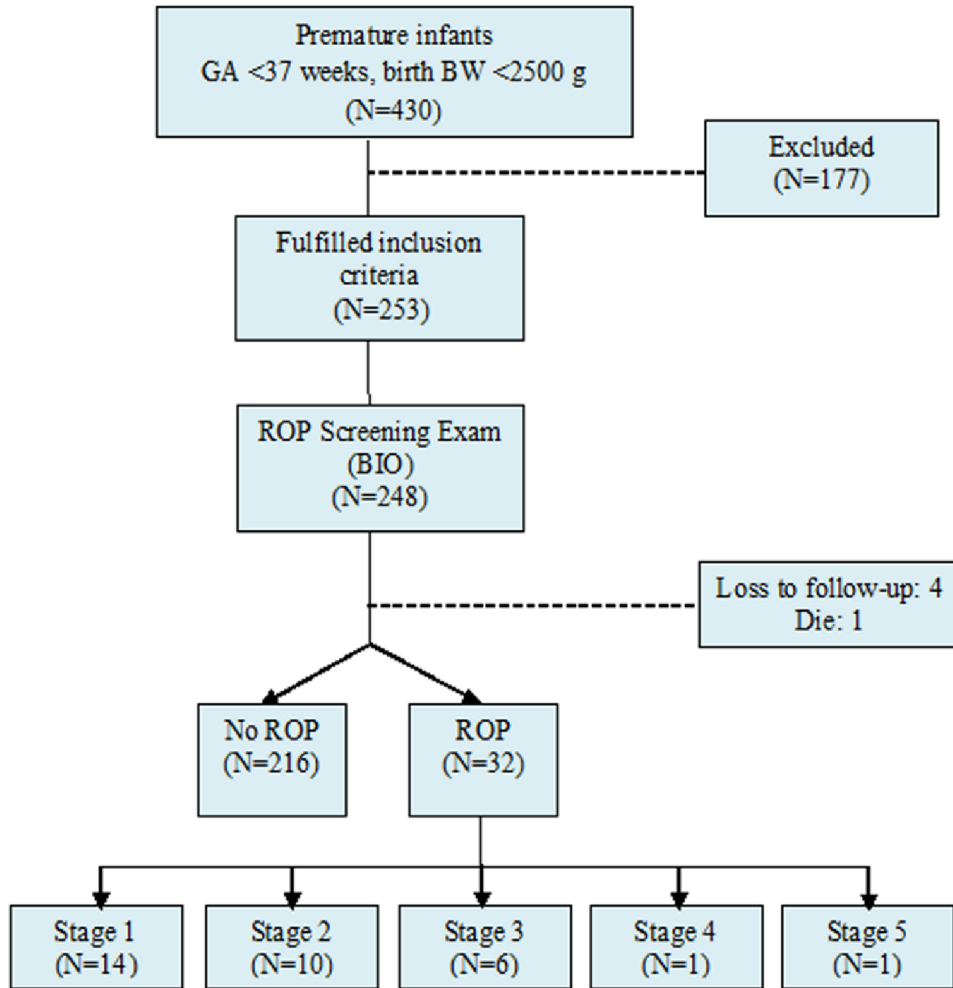 Premature infants
GA <37 weeks, birth BW <2500 g
(N=430)
Excluded
(N=177)
Fulfilled inclusion
criteria
(N=253)
ROP Screening Exam
(BIO)
(N=248)
Loss to follow-up: 4
Die: 1
No ROP
(N=216)
ROP
(N=32)
Stage 1
(N=14)
Stage 2
(N=10)
Stage 3
(N=6)
Stage 4
(N=1)
Stage 5
(N=1)